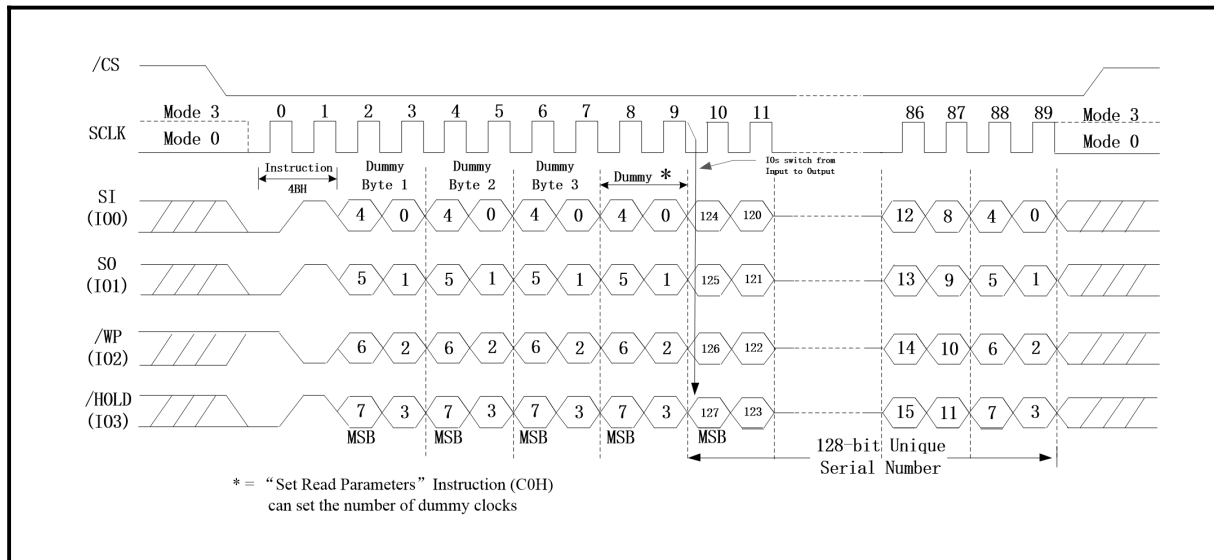 /CS
Mode 3
0 1 2 3 4 5 6 7 8 9 10 11 86 87 88 89
Mode 3
SCLK
Mode 0
Mode 0
IOs switch from
Input to Output
Instruction
4BH
Dummy
Byte 1
Dummy
Byte 2
Dummy
Byte 3
Dummy *
SI
(IO0)
4 0 4 0 4 0 4 0 124 120 12 8 4 0
SO
(IO1)
5 1 5 1 5 1 5 1 125 121 13 9 5 1
/WP
(IO2)
6 2 6 2 6 2 6 2 126 122 14 10 6 2
/HOLD
(IO3)
7 3 7 3 7 3 7 3 127 123 15 11 7 3
MSB MSB MSB MSB MSB
128-bit Unique
Serial Number
* = “Set Read Parameters” Instruction (C0H)
can set the number of dummy clocks